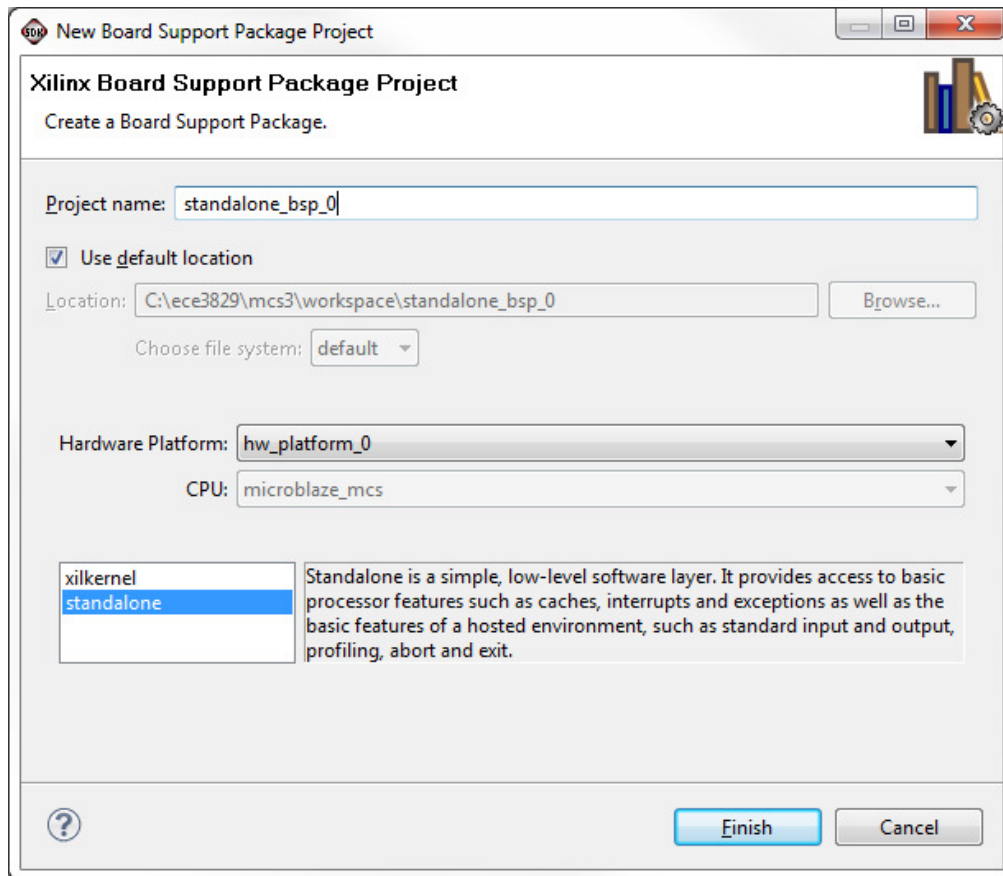 SDK New Board Support Package Project
Xilinx Board Support Package Project
Create a Board Support Package.
Project name: standalone_bsp_0
Use default location
Location: C:\ece3829\mcs3\workspace\standalone_bsp_0 Browse...
Choose file system: default
Hardware Platform: hw_platform_0
CPU: microblaze_mcs
xilkernel
standalone
Standalone is a simple, low-level software layer. It provides access to basic
processor features such as caches, interrupts and exceptions as well as the
basic features of a hosted environment, such as standard input and output,
profiling, abort and exit.
? Finish Cancel